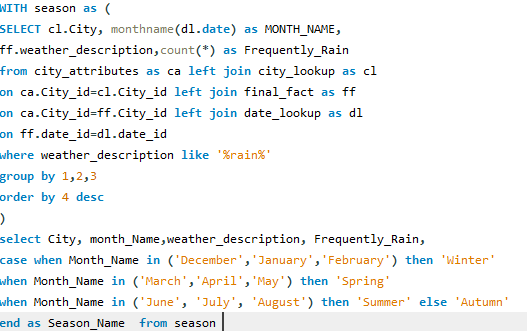 WITH season as (
SELECT cl.City, monthname(dl.date) as MONTH_NAME,
ff.weather_description,count(*) as Frequently_Rain
from city_attributes as ca left join city_lookup as cl
on ca.City_id=cl.City_id left join final_fact as ff
on ca.City_id=ff.City_id left join date_lookup as dl
on ff.date_id=dl.date_id
where weather_description like '%rain%'
group by 1,2,3
order by 4 desc
)
select City, month_Name,weather_description, Frequently_Rain,
case when Month_Name in ('December','January','February') then 'Winter'
when Month_Name in ('March','April','May') then 'Spring'
when Month_Name in ('June', 'July', 'August') then 'Summer' else 'Autumn'
end as Season_Name  from season